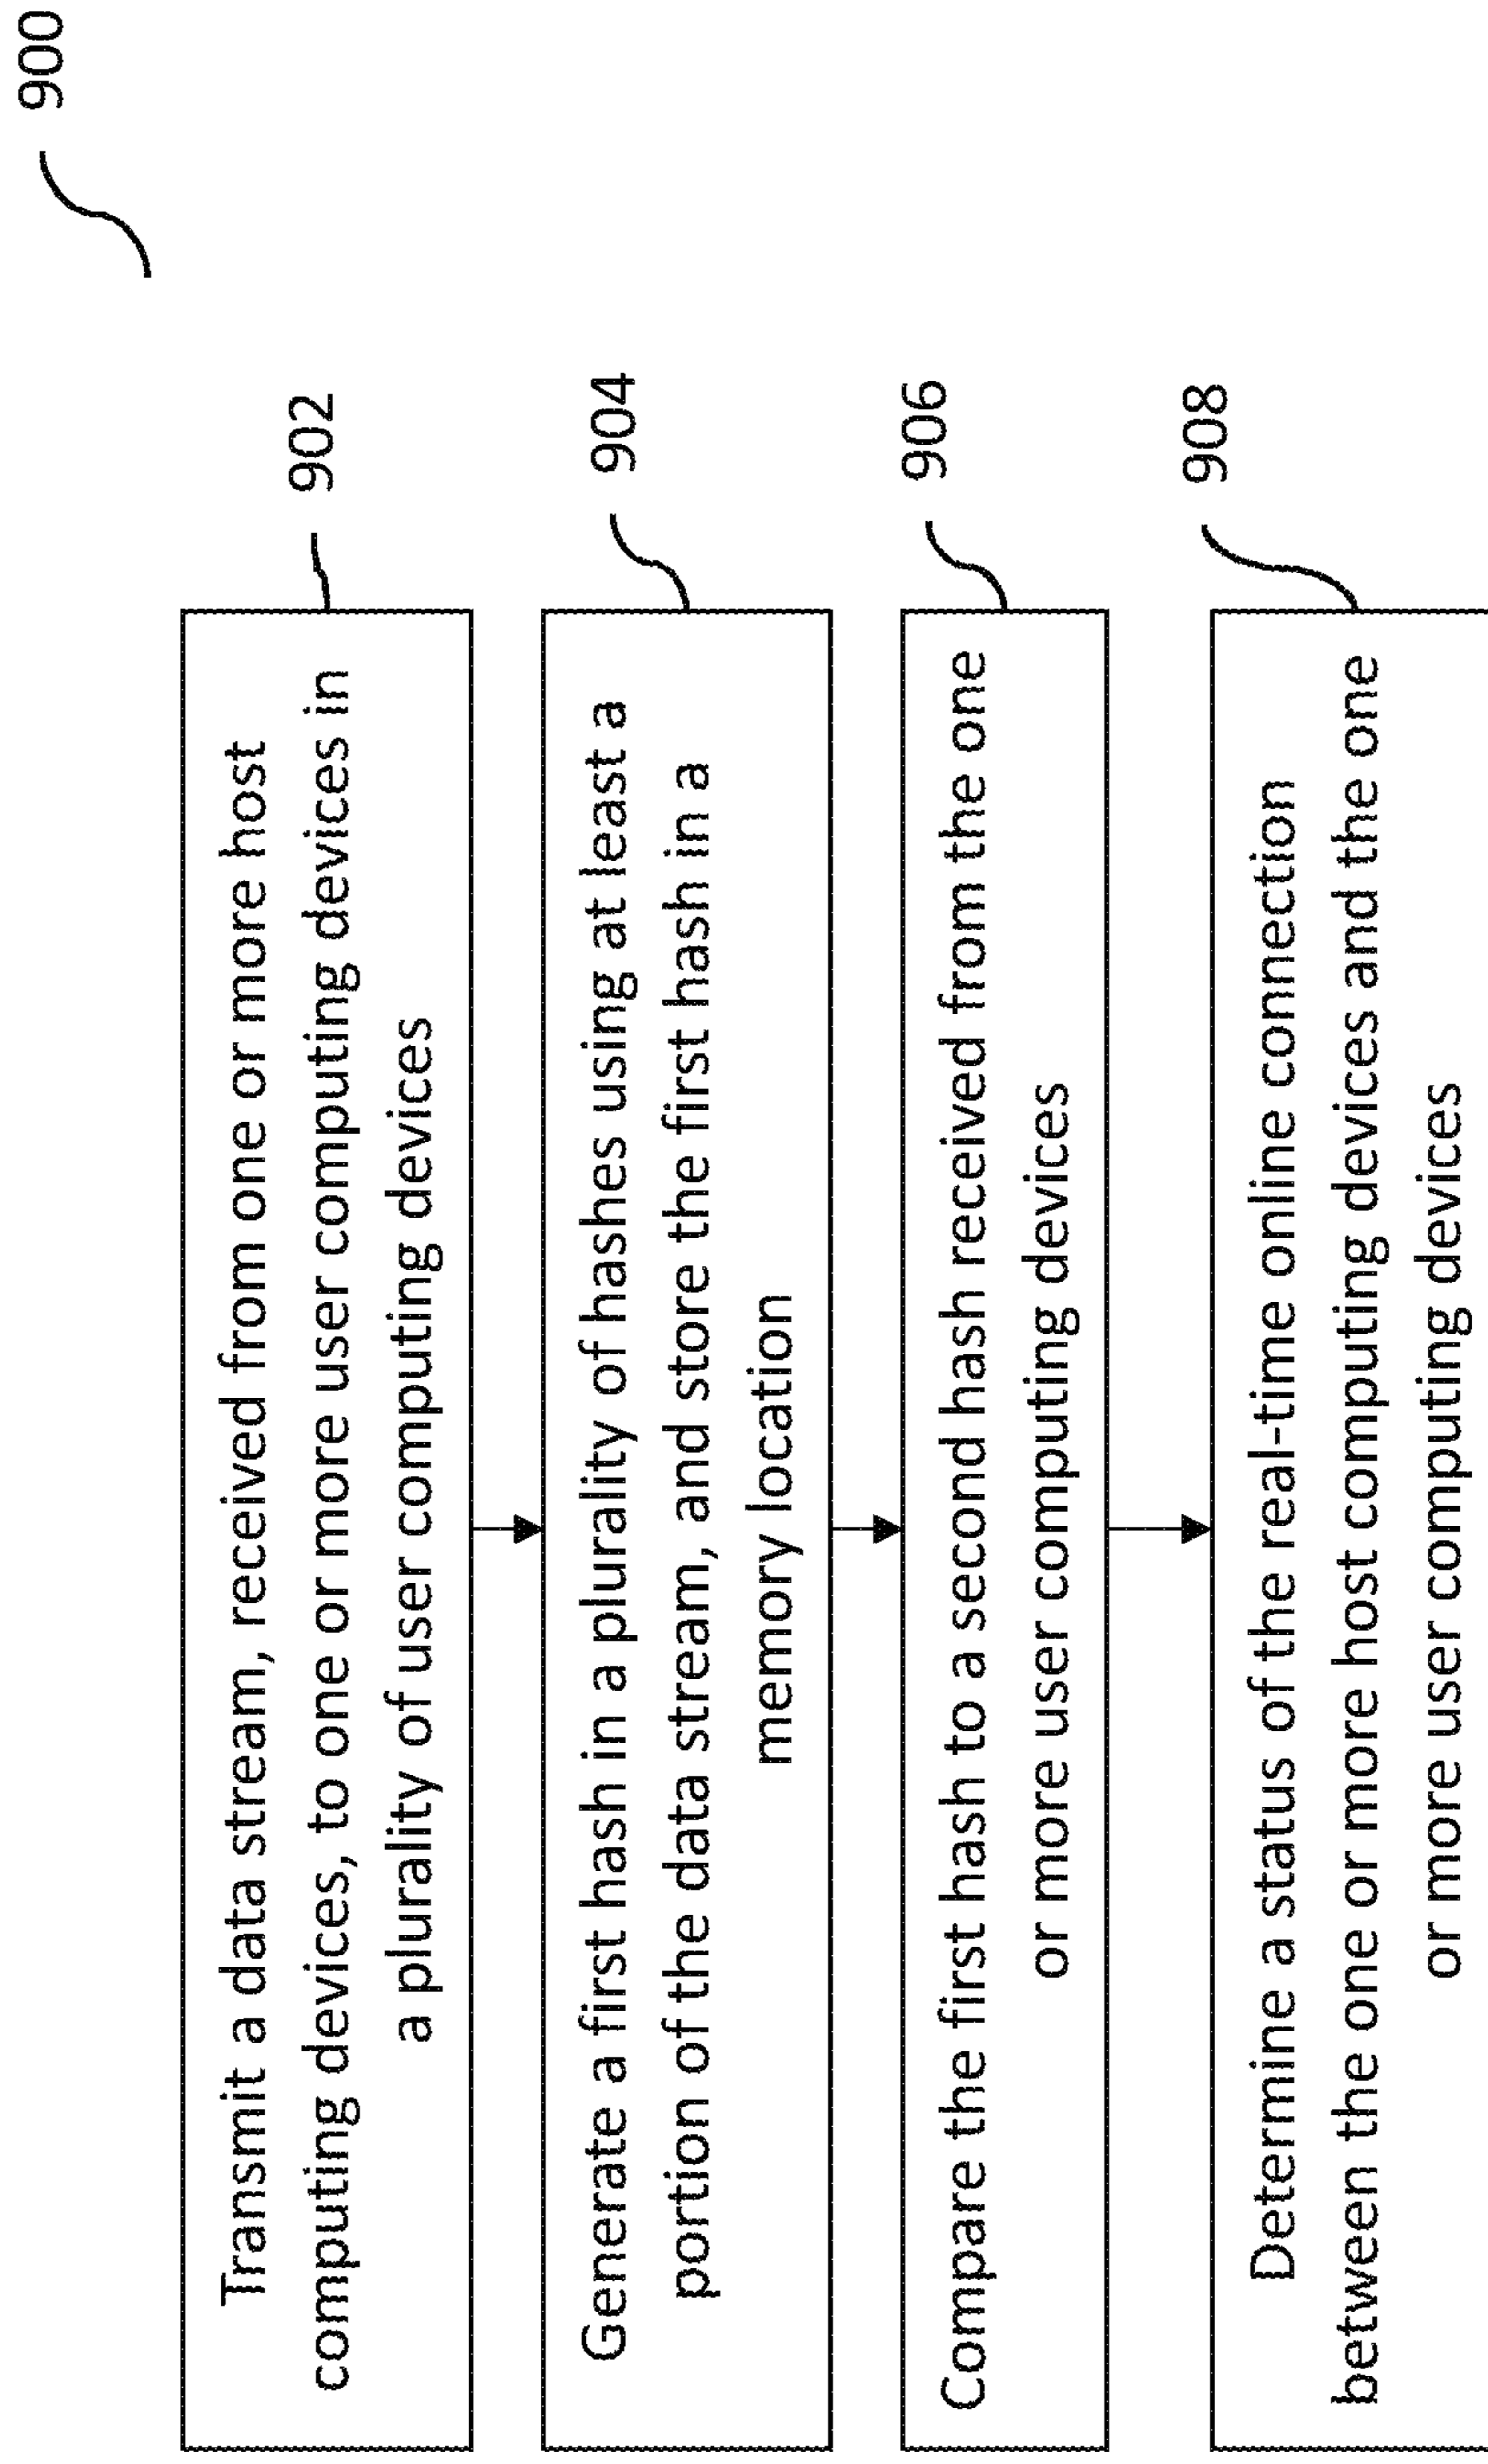 900
Transmit a data stream, received from one or more host
computing devices, to one or more user computing devices in
a plurality of user computing devices
902
Generate a first hash in a plurality of hashes using at least a
portion of the data stream, and store the first hash in a
memory location
904
Compare the first hash to a second hash received from the one
or more user computing devices
906
Determine a status of the real-time online connection
between the one or more host computing devices and the one
or more user computing devices
908